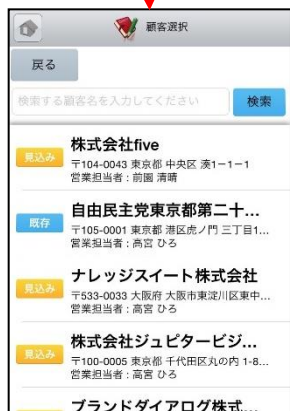 顧客選択
戻る
検索する顧客名を入力してください
検索
見込み
株式会社five
〒104-0043 東京都 中央区 湊1ー1ー1
営業担当者 : 前園 清晴
既存
自由民主党東京都第二十...
〒105-0001 東京都 港区虎ノ門 三丁目1...
営業担当者 : 高宮 ひろ
見込み
ナレッジスイート株式会社
〒533-0033 大阪府 大阪市東淀川区東中...
営業担当者 : 高宮 ひろ
見込み
株式会社ジュピタービジ...
〒100-0005 東京都 千代田区丸の内 1-8...
営業担当者 : 高宮 ひろ
ブランドダイアログ株式...